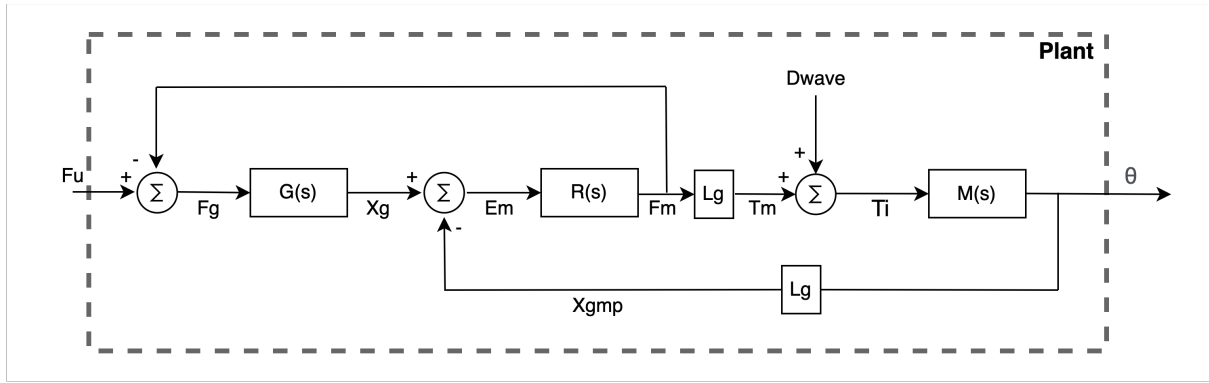 Plant
Dwave
Fu
+
-
Σ
Fg
G(s)
Xg
+
-
Σ
Em
R(s)
Fm
Lg
Tm
+
+
Σ
Ti
M(s)
θ
Lg
Xgmp